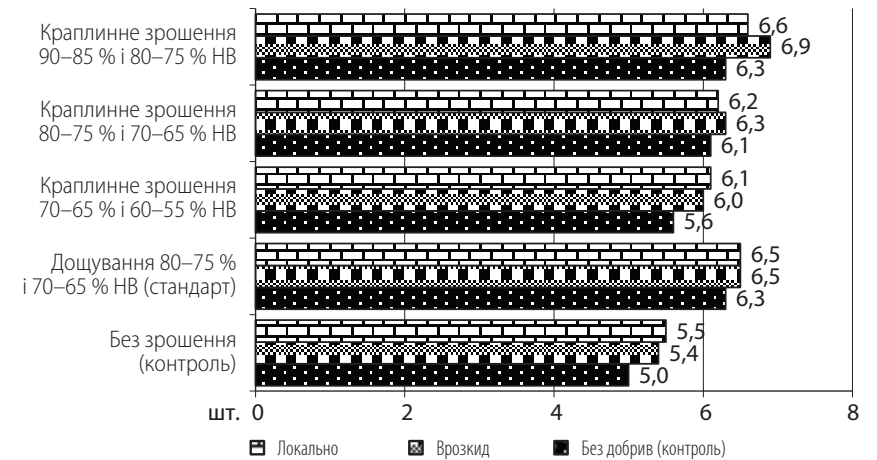 Краплинне зрошення
90–85 % і 80–75 % НВ
6,6
6,9
6,3
Краплинне зрошення
80–75 % і 70–65 % НВ
6,2
6,3
6,1
Краплинне зрошення
70–65 % і 60–55 % НВ
6,1
6,0
5,6
Дощування 80–75 %
і 70–65 % НВ (стандарт)
6,5
6,5
6,3
Без зрошення
(контроль)
5,5
5,4
5,0
шт. 0 2 4 6 8
Локально Врозкид Без добрив (контроль)